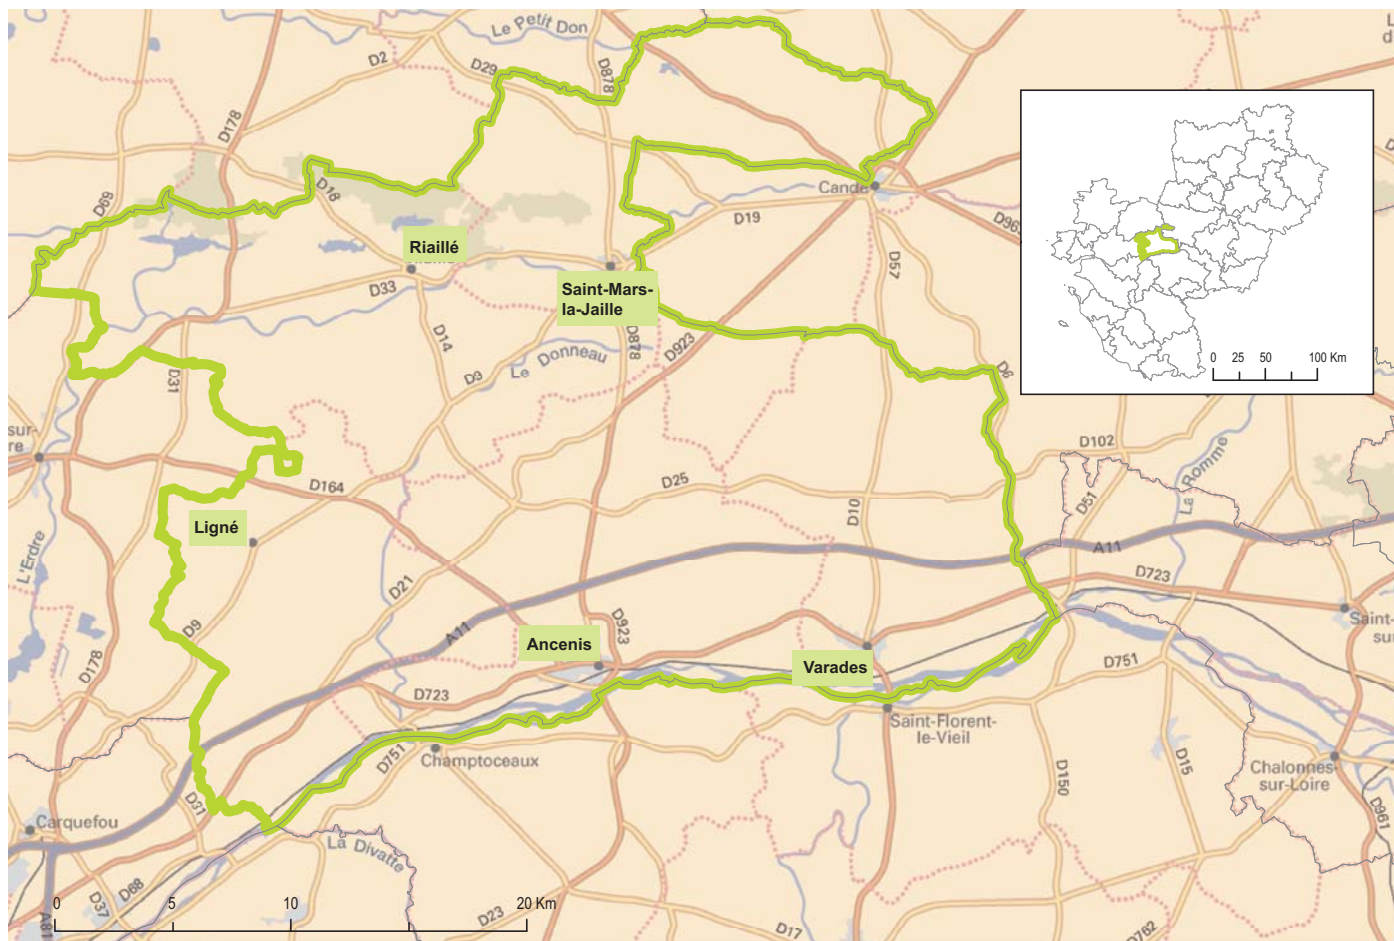 Le Petit Don
D2
D29
D878
D178
D69
D18
Candé
D19
D963
D57
Riaillé
D33
Saint-Mars-
la-Jaille
D14
D878
D923
Le Donneau
D9
D31
D6
0 25 50 100 Km
sur-
re
D102
La Romme
D164
D25
D51
D10
Ligné
L'Erdre
A11
D723
D21
D9
A11
D923
Ancenis
Saint-
sur
Varades
D751
D178
D723
Saint-Florent-
le-Vieil
D751
Champtoceaux
D150
D15
Chalonnes-
sur-Loire
D31
Carquefou
D961
La Divatte
D68
D37
0 5 10 20 Km
D23
D17
D762